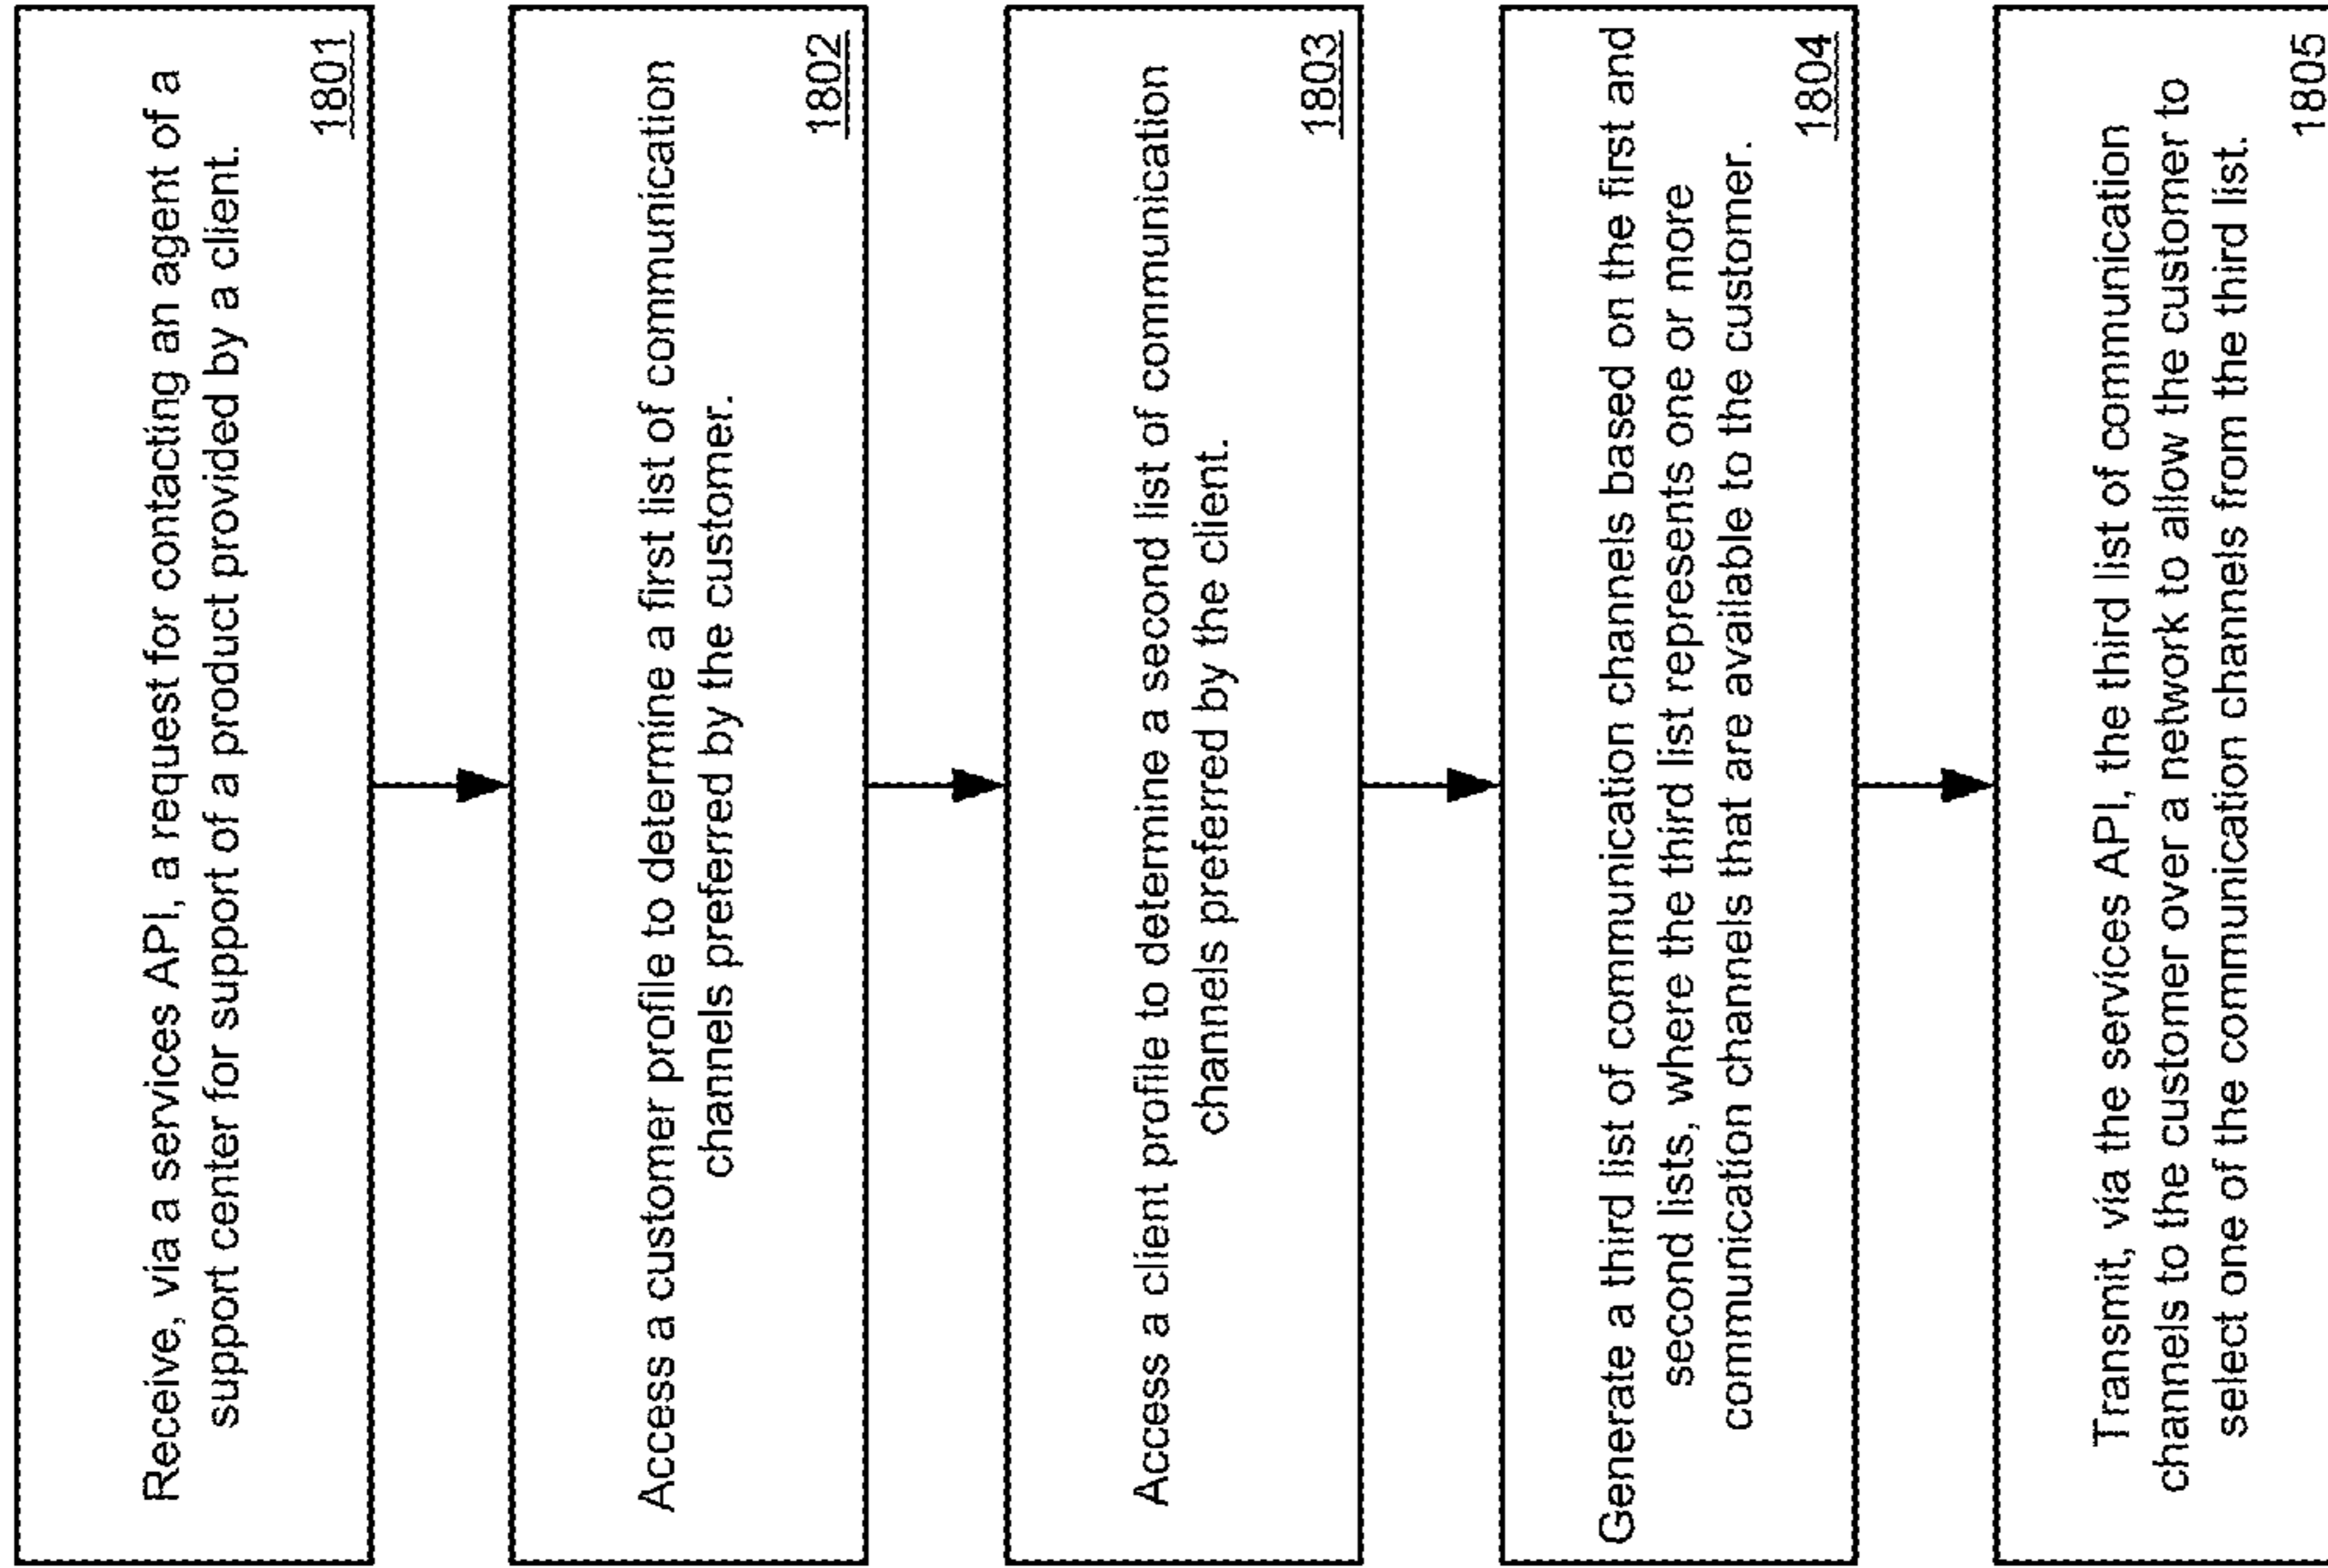 Receive, via a services API, a request for contacting an agent of a
support center for support of a product provided by a client.
1801
Access a customer profile to determine a first list of communication
channels preferred by the customer.
1802
Access a client profile to determine a second list of communication
channels preferred by the client.
1803
Generate a third list of communication channels based on the first and
second lists, where the third list represents one or more
communication channels that are available to the customer.
1804
Transmit, via the services API, the third list of communication
channels to the customer over a network to allow the customer to
select one of the communication channels from the third list.
1805